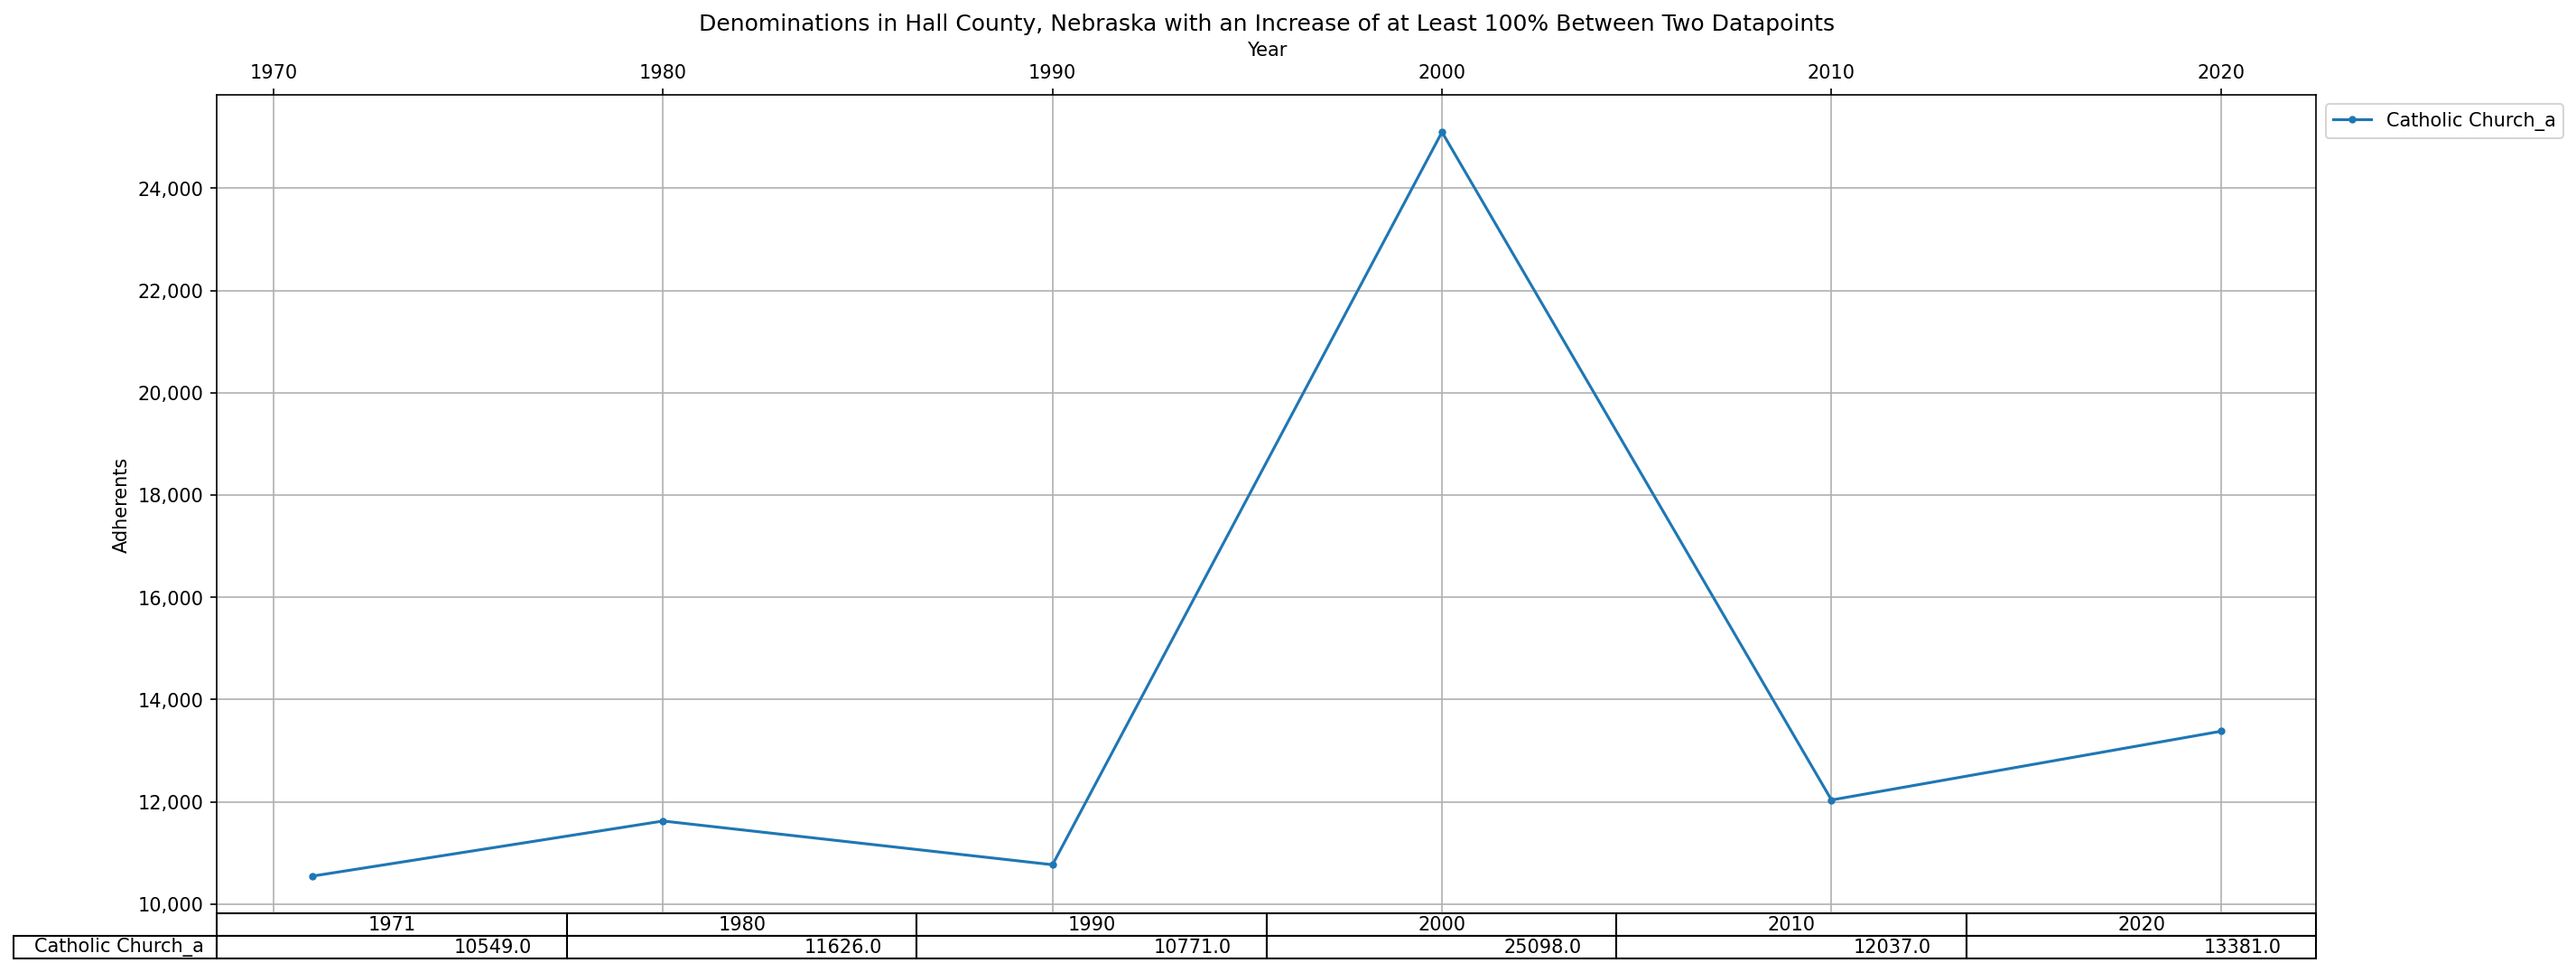 Denominations in Hall County, Nebraska with an Increase of at Least 100% Between Two Datapoints
Year
1970 1980 1990 2000 2010 2020
Catholic Church_a
24,000
22,000
20,000
18,000
16,000
14,000
12,000
10,000
Adherents
1971 1980 1990 2000 2010 2020
Catholic Church_a 10549.0 11626.0 10771.0 25098.0 12037.0 13381.0